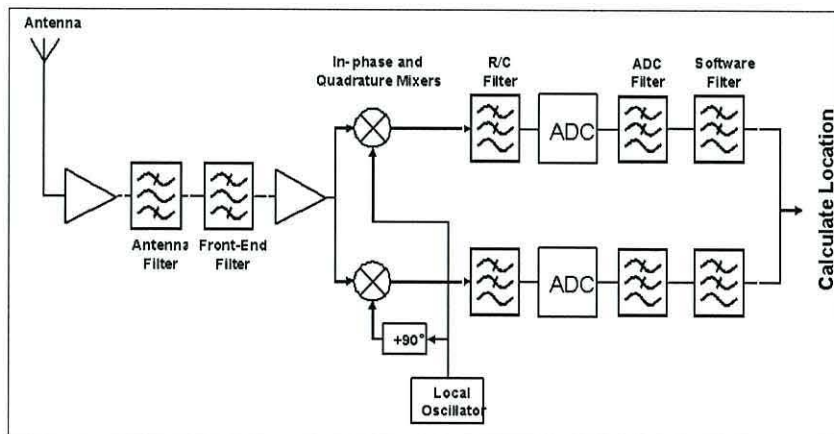 Antenna
In-phase and
Quadrature Mixers
R/C
Filter
ADC
Filter
Software
Filter
ADC
Antenna
Filter
Front-End
Filter
ADC
+90°
Local
Oscillator
Calculate Location